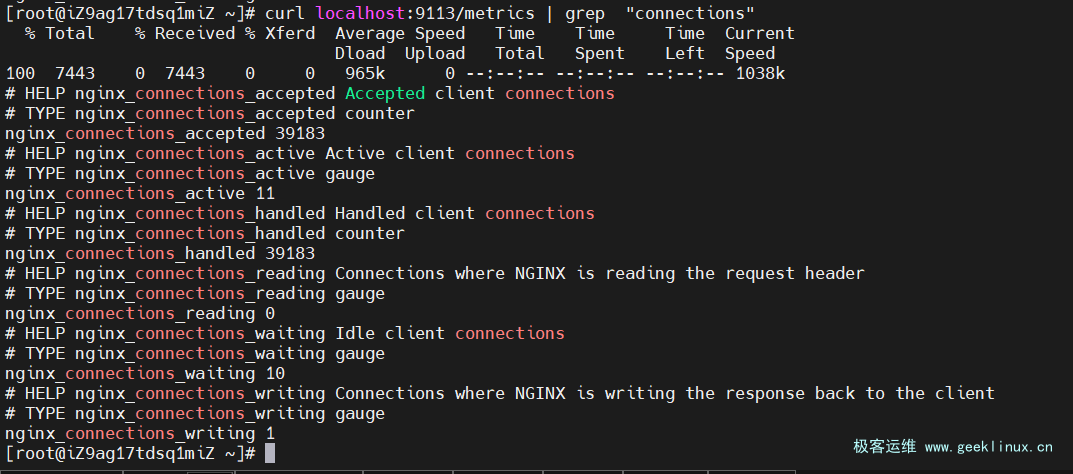 [root@iZ9ag17tdsq1miZ ~]# curl localhost:9113/metrics | grep  "connections"
  % Total    % Received % Xferd  Average Speed   Time    Time     Time  Current
                                 Dload  Upload   Total   Spent    Left  Speed
100  7443    0  7443    0     0   965k      0 --:--:-- --:--:-- --:--:-- 1038k
# HELP nginx_connections_accepted Accepted client connections
# TYPE nginx_connections_accepted counter
nginx_connections_accepted 39183
# HELP nginx_connections_active Active client connections
# TYPE nginx_connections_active gauge
nginx_connections_active 11
# HELP nginx_connections_handled Handled client connections
# TYPE nginx_connections_handled counter
nginx_connections_handled 39183
# HELP nginx_connections_reading Connections where NGINX is reading the request header
# TYPE nginx_connections_reading gauge
nginx_connections_reading 0
# HELP nginx_connections_waiting Idle client connections
# TYPE nginx_connections_waiting gauge
nginx_connections_waiting 10
# HELP nginx_connections_writing Connections where NGINX is writing the response back to the client
# TYPE nginx_connections_writing gauge
nginx_connections_writing 1
[root@iZ9ag17tdsq1miZ ~]#
极客运维 www.geeklinux.cn